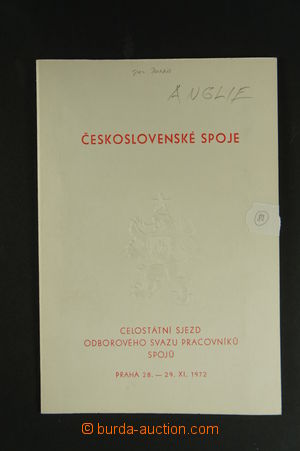 ANGLIE
ČESKOSLOVENSKÉ SPOJE
CELOSTÁTNÍ SJEZD
ODBOROVÉHO SVAZU PRACOVNÍKŮ
SPOJŮ
PRAHA 28. — 29. XI. 1972
© burda-auction.com